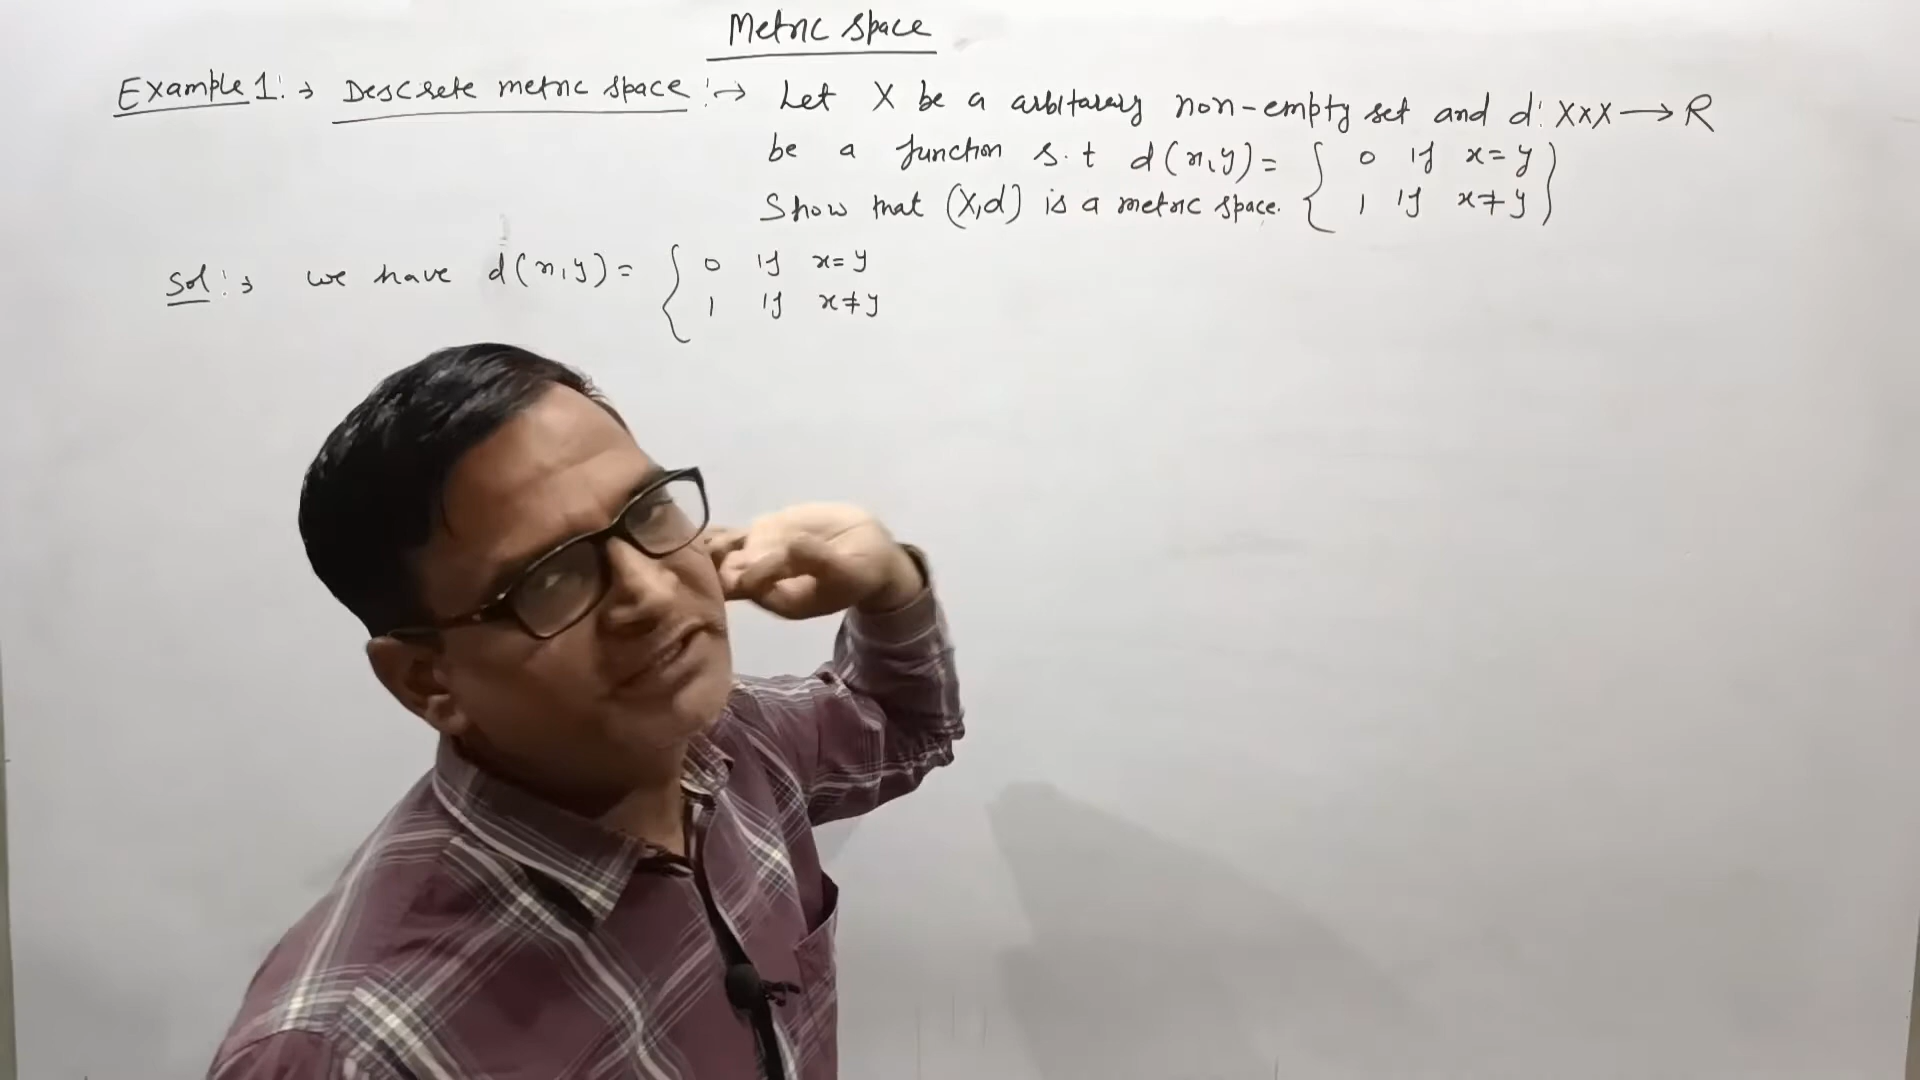 Metric space
Example 1:→ Descrete metric space :→ Let X be a arbitarary non-empty set and d: X×X ⟶ R
be a function s.t d(x,y) = { 0 if x=y
1 if x≠y }
Show that (X,d) is a metric space.
Sol:→ we have d(x,y) = { 0 if x=y
1 if x≠y